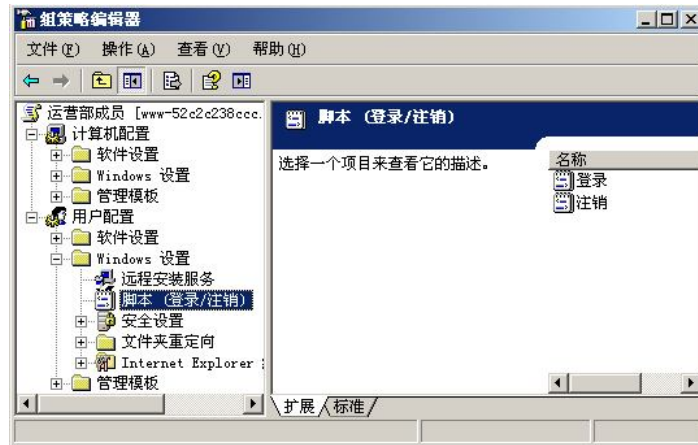 组策略编辑器
文件(F) 操作(A) 查看(V) 帮助(H)
运营部成员 [www-52c2c238ccc.
计算机配置
软件设置
Windows 设置
管理模板
用户配置
软件设置
Windows 设置
远程安装服务
脚本 (登录/注销)
安全设置
文件夹重定向
Internet Explorer
管理模板
脚本 (登录/注销)
选择一个项目来查看它的描述。
名称
登录
注销
扩展 标准